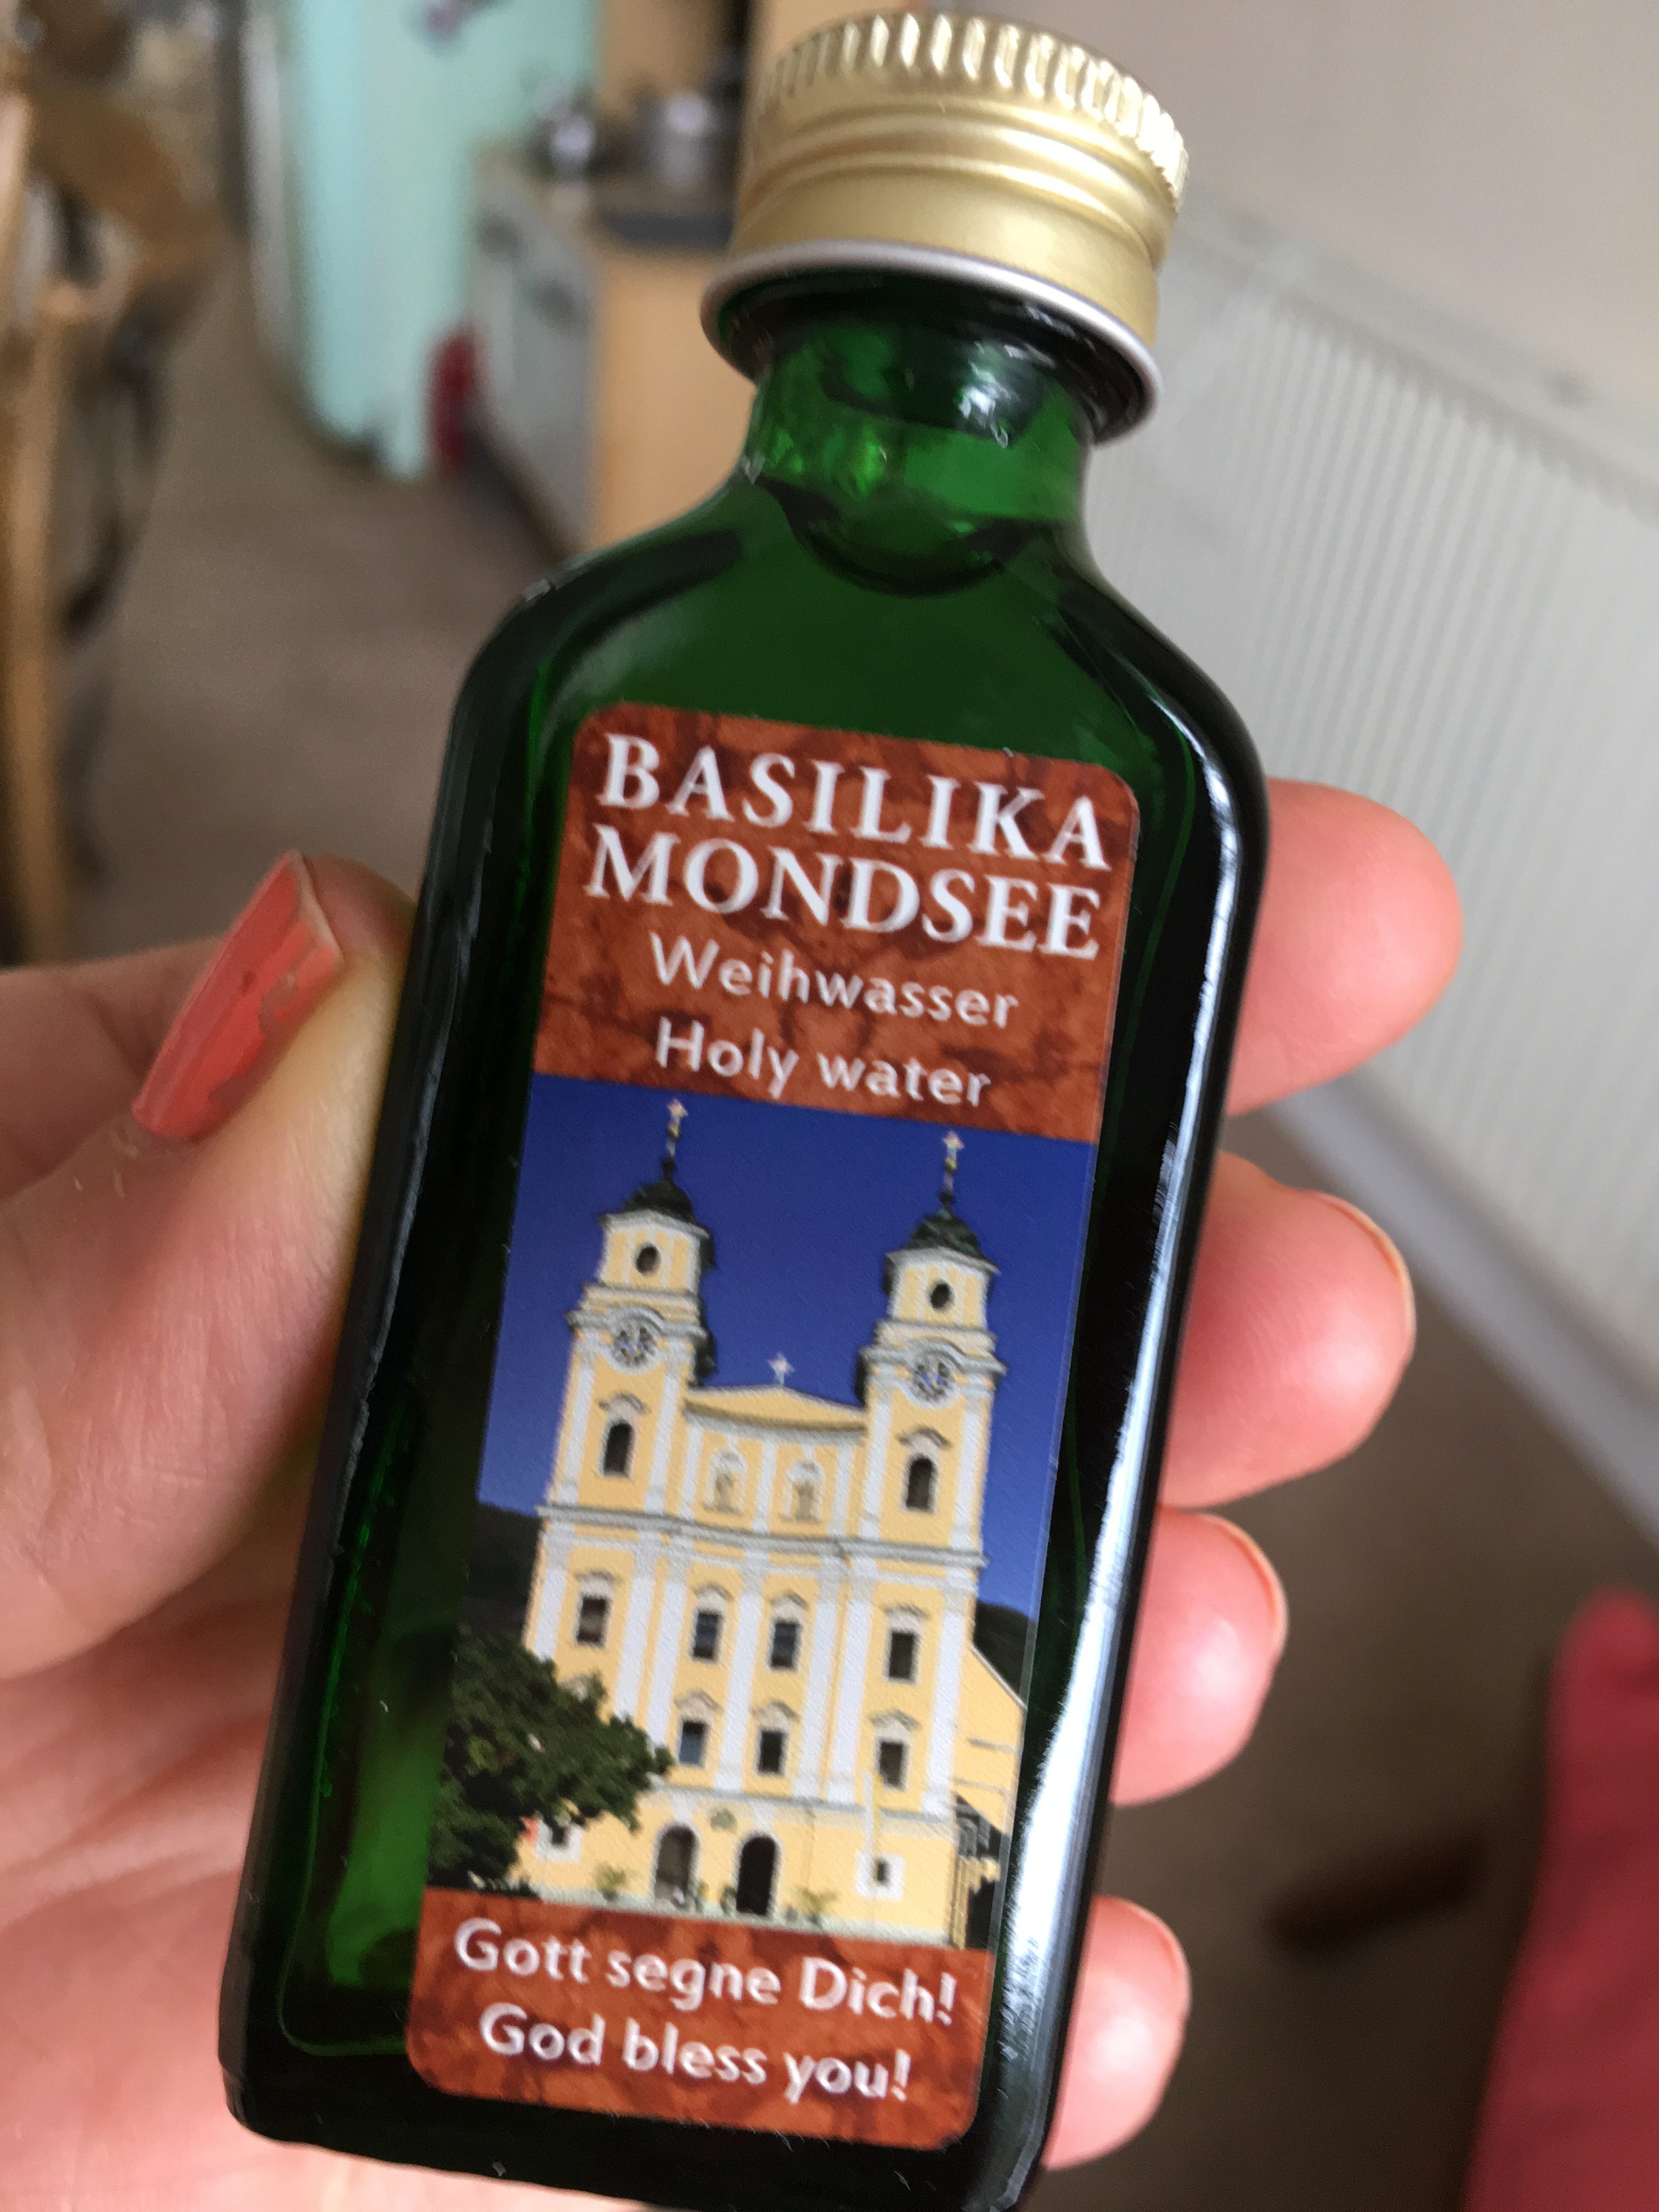 BASILIKA
MONDSEE
Weihwasser
Holy water
Gott segne Dich!
God bless you!